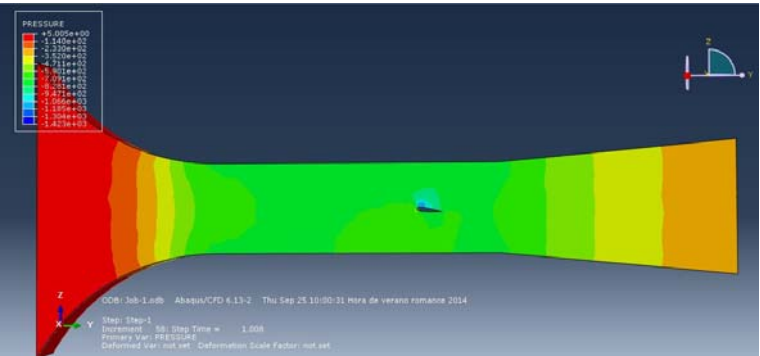 PRESSURE
+5.005e+00
-1.140e+02
-2.330e+02
-3.520e+02
-4.711e+02
-5.901e+02
-7.091e+02
-8.281e+02
-9.471e+02
-1.066e+03
-1.185e+03
-1.304e+03
-1.423e+03
Z
Y
Z
X Y
ODB: Job-1.odb Abaqus/CFD 6.13-2 Thu Sep 25 10:00:31 Hora de verano romance 2014
Step: Step-1
Increment 56: Step Time = 1.008
Primary Var: PRESSURE
Deformed Var: not set Deformation Scale Factor: not set